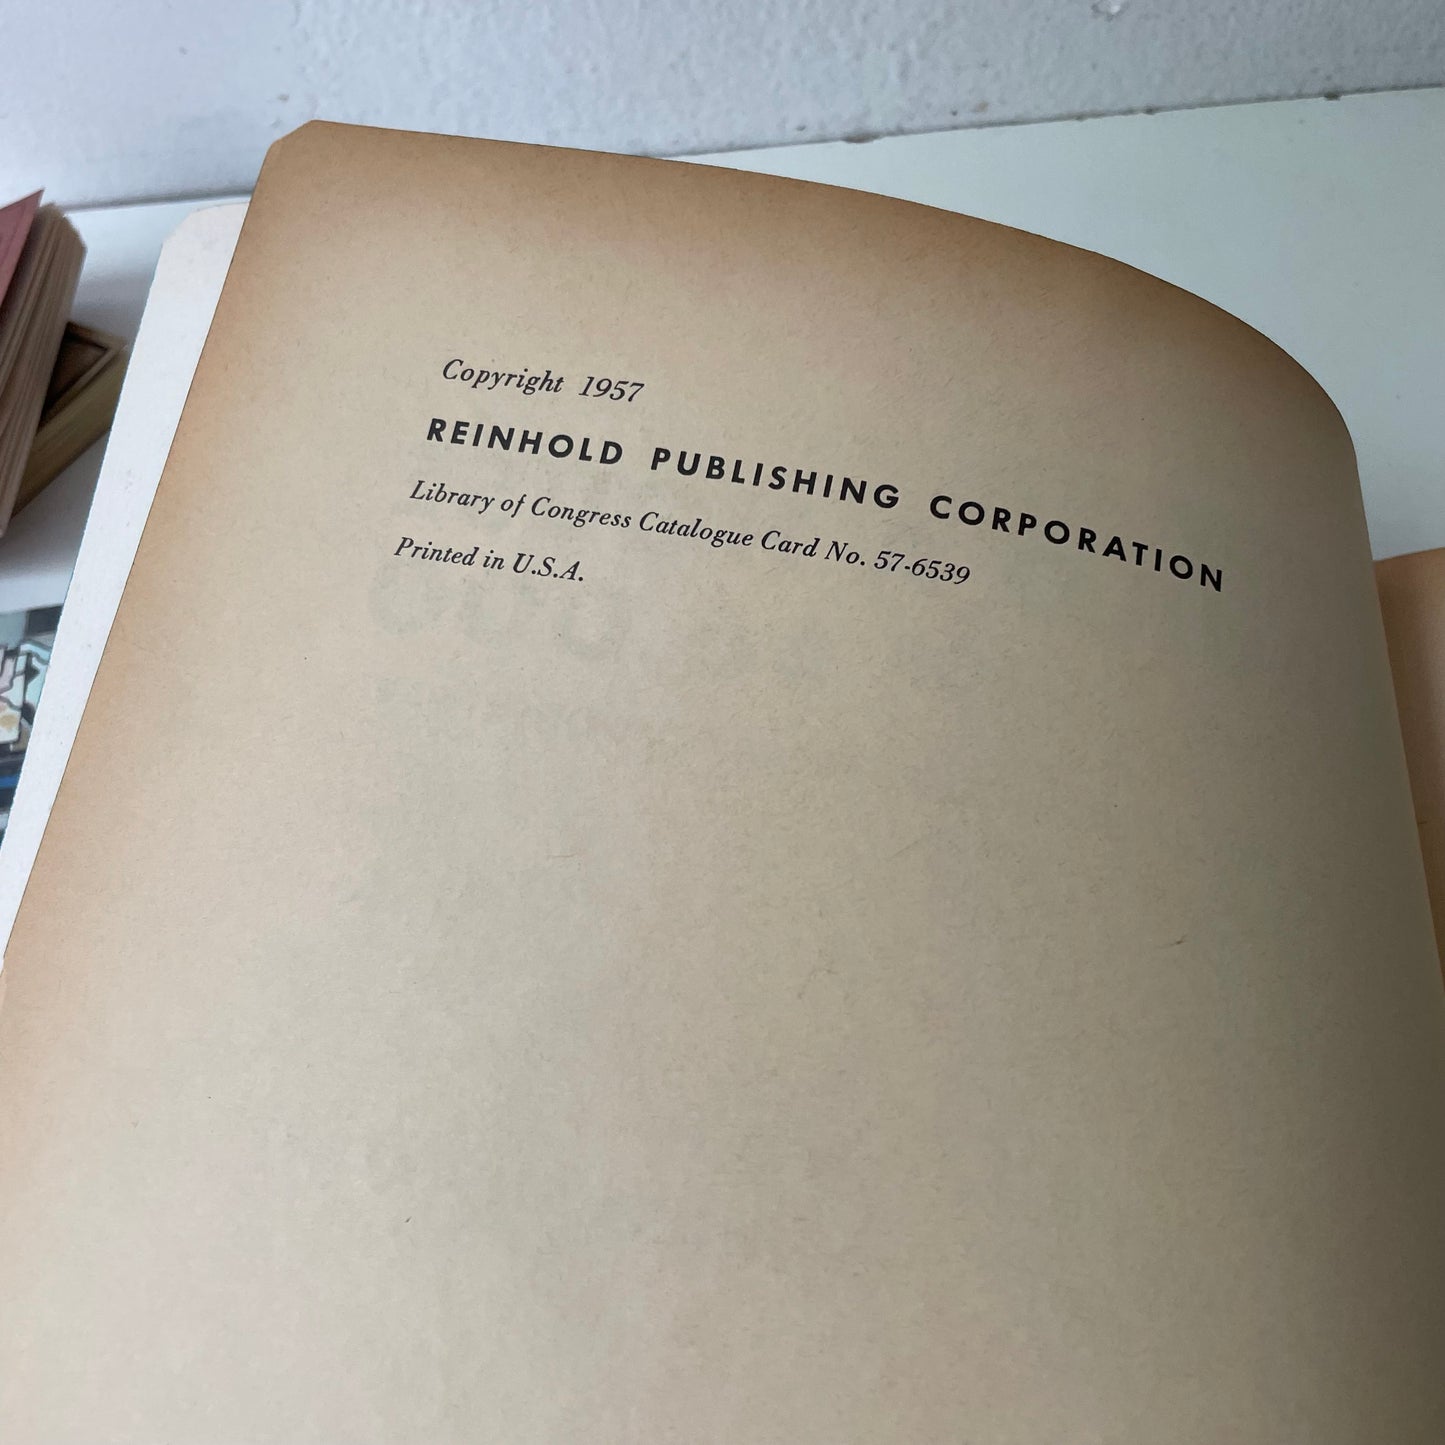 Copyright 1957
REINHOLD PUBLISHING CORPORATION
Library of Congress Catalogue Card No. 57-6539
Printed in U.S.A.